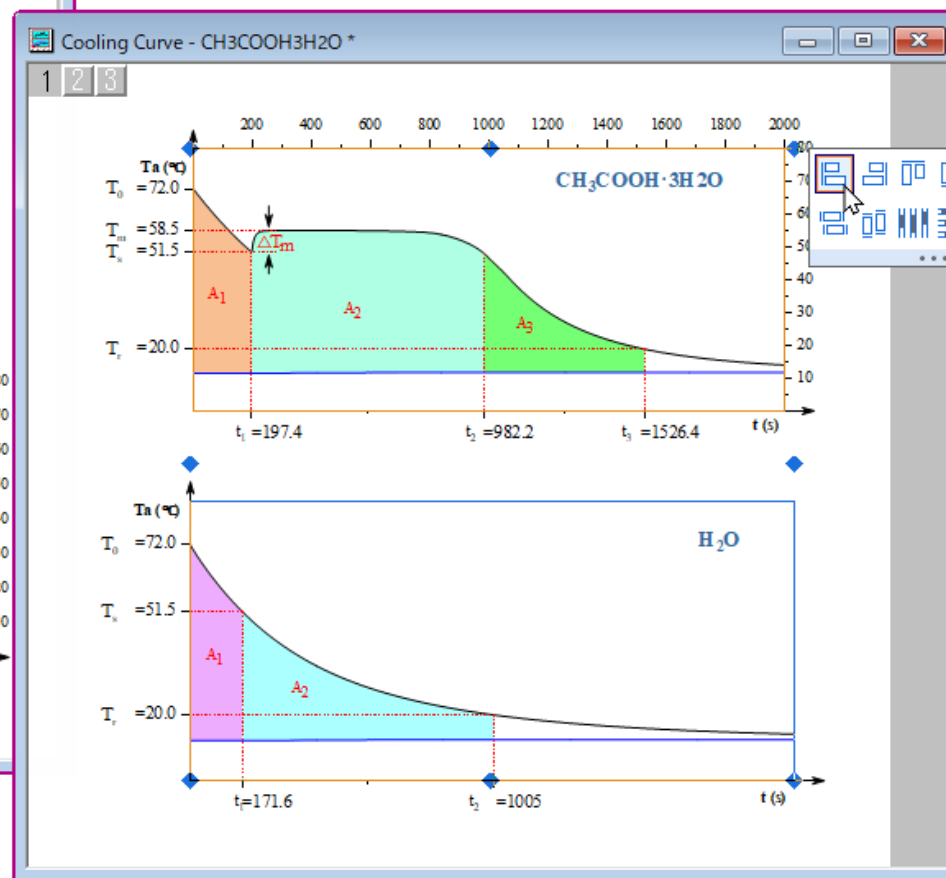 Cooling Curve - CH3COOH3H2O *
1 2 3
200 400 600 800 1000 1200 1400 1600 1800 2000
80
70
60
50
40
30
20
10
Ta (℃)
T₀ =72.0
Tₘ =58.5
Tₛ =51.5
Tᵣ =20.0
CH₃COOH·3H2O
△Tₘ
A₁
A₂
A₃
t₁ =197.4
t₂ =982.2
t₃ =1526.4
t (s)
Ta (℃)
T₀ =72.0
Tₛ =51.5
Tᵣ =20.0
H₂O
A₁
A₂
t₁=171.6
t₂ =1005
t (s)